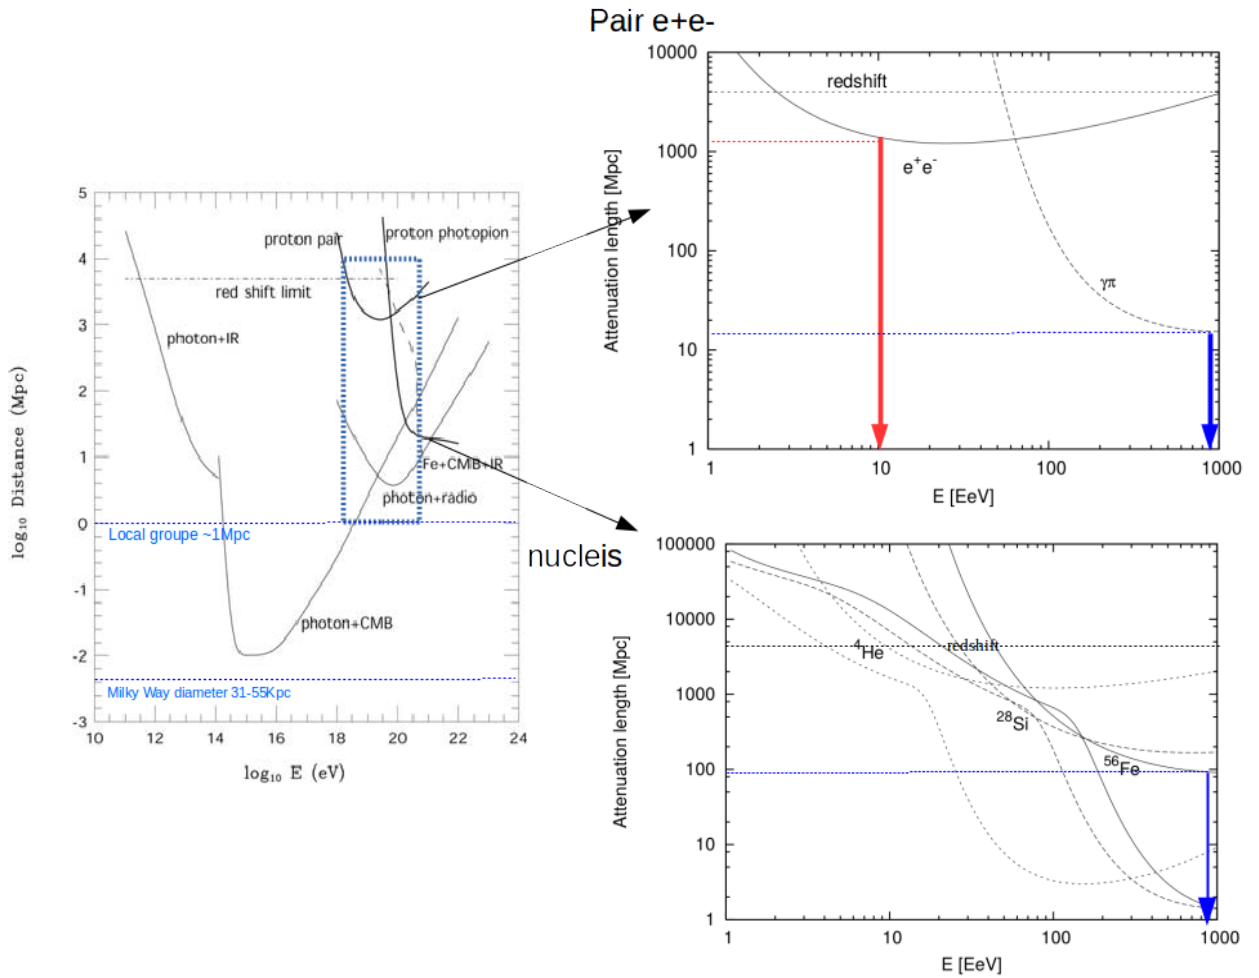 Pair e+e-
10000
1000
100
10
1
Attenuation length [Mpc]
redshift
e+e-
γπ
1
10
100
1000
E [EeV]
5
4
3
2
1
0
-1
-2
-3
log₁₀ Distance (Mpc)
proton pair
proton photopion
red shift limit
photon+IR
Fe+CMB+IR
photon+radio
Local groupe ~1Mpc
photon+CMB
Milky Way diameter 31-55Kpc
10
12
14
16
18
20
22
24
log₁₀ E (eV)
nucleis
100000
10000
1000
100
10
1
Attenuation length [Mpc]
⁴He
redshift
²⁸Si
⁵⁶Fe
1
10
100
1000
E [EeV]